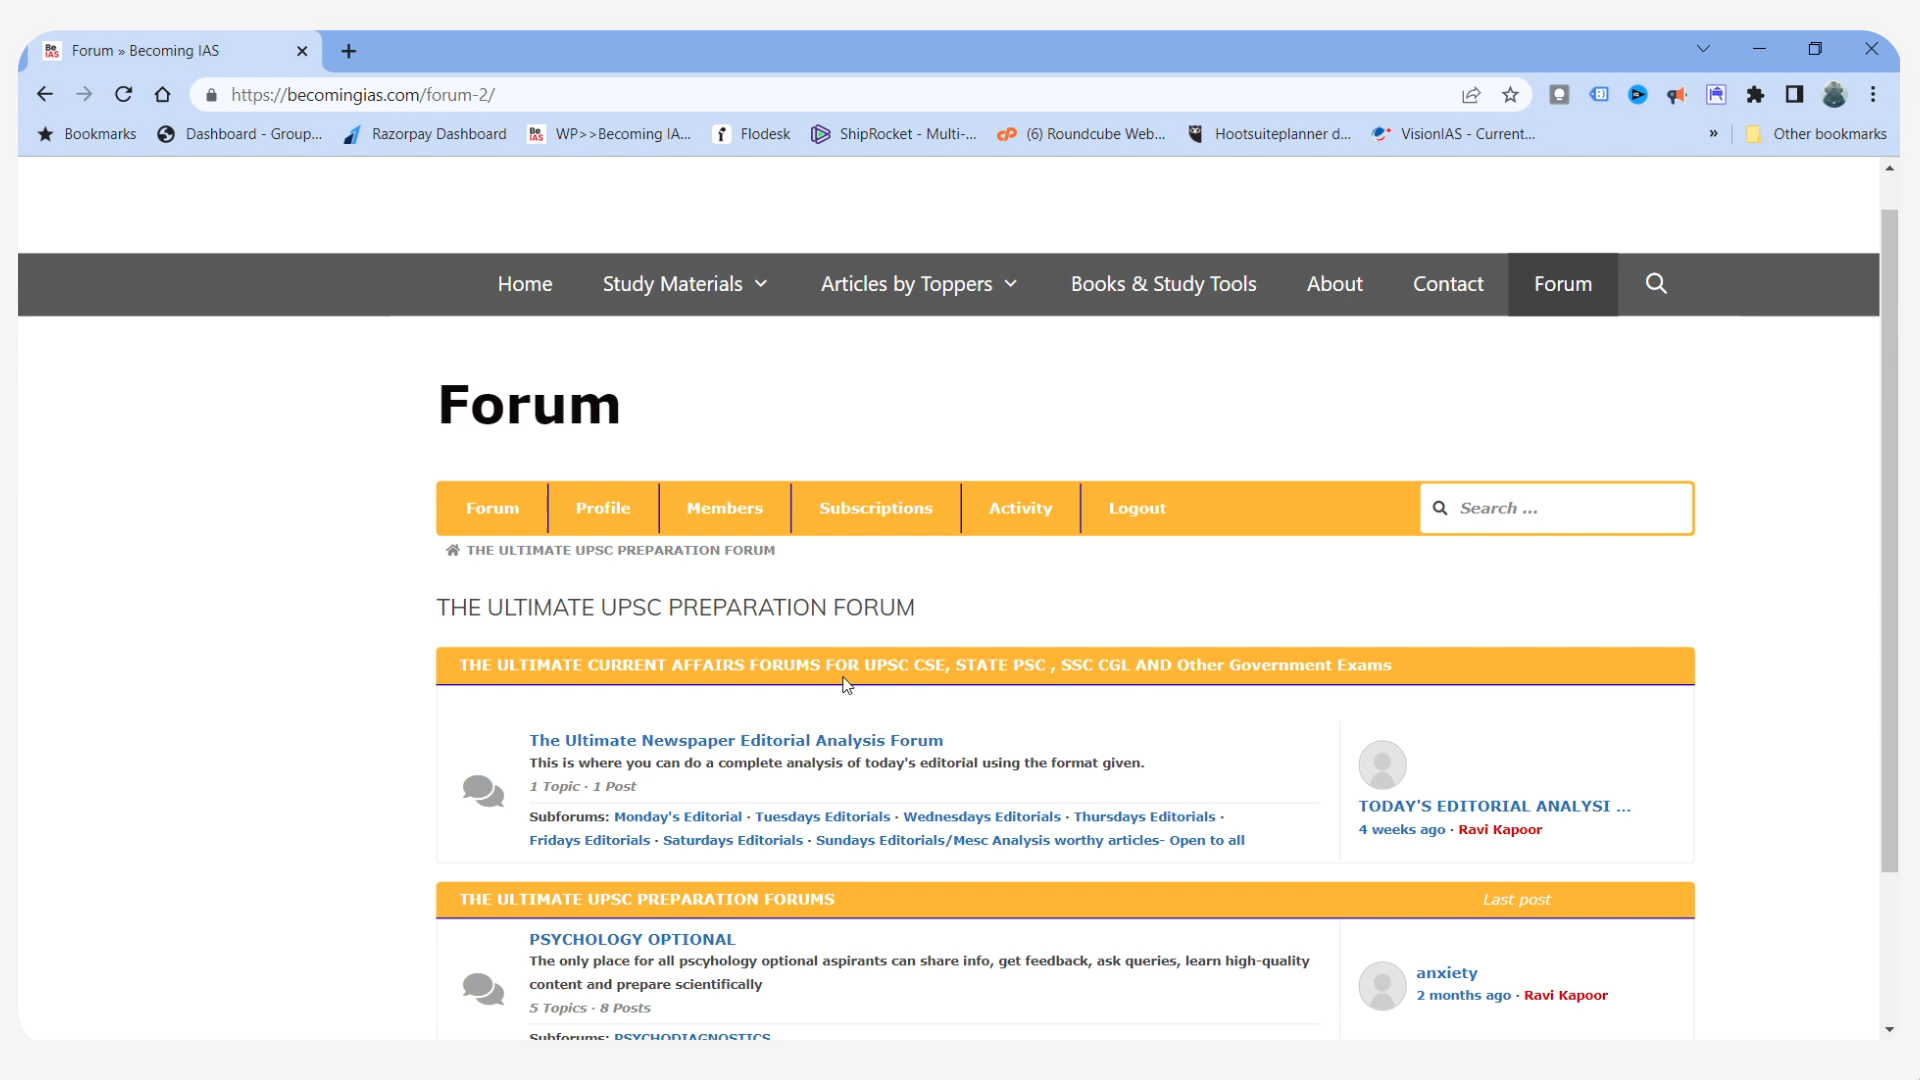 Forum » Becoming IAS
https://becomingias.com/forum-2/
Bookmarks Dashboard - Group... Razorpay Dashboard WP>>Becoming IA... Flodesk ShipRocket - Multi-... (6) Roundcube Web... Hootsuiteplanner d... VisionIAS - Current... » Other bookmarks
Home Study Materials Articles by Toppers Books & Study Tools About Contact Forum
Forum
Forum Profile Members Subscriptions Activity Logout Search ...
THE ULTIMATE UPSC PREPARATION FORUM
THE ULTIMATE UPSC PREPARATION FORUM
THE ULTIMATE CURRENT AFFAIRS FORUMS FOR UPSC CSE, STATE PSC , SSC CGL AND Other Government Exams
The Ultimate Newspaper Editorial Analysis Forum
This is where you can do a complete analysis of today's editorial using the format given.
1 Topic · 1 Post
Subforums: Monday's Editorial · Tuesdays Editorials · Wednesdays Editorials · Thursdays Editorials ·
Fridays Editorials · Saturdays Editorials · Sundays Editorials/Mesc Analysis worthy articles- Open to all
TODAY'S EDITORIAL ANALYSI ...
4 weeks ago · Ravi Kapoor
THE ULTIMATE UPSC PREPARATION FORUMS Last post
PSYCHOLOGY OPTIONAL
The only place for all pscyhology optional aspirants can share info, get feedback, ask queries, learn high-quality
content and prepare scientifically
5 Topics · 8 Posts
anxiety
2 months ago · Ravi Kapoor
Subforums: PSYCHODIAGNOSTICS